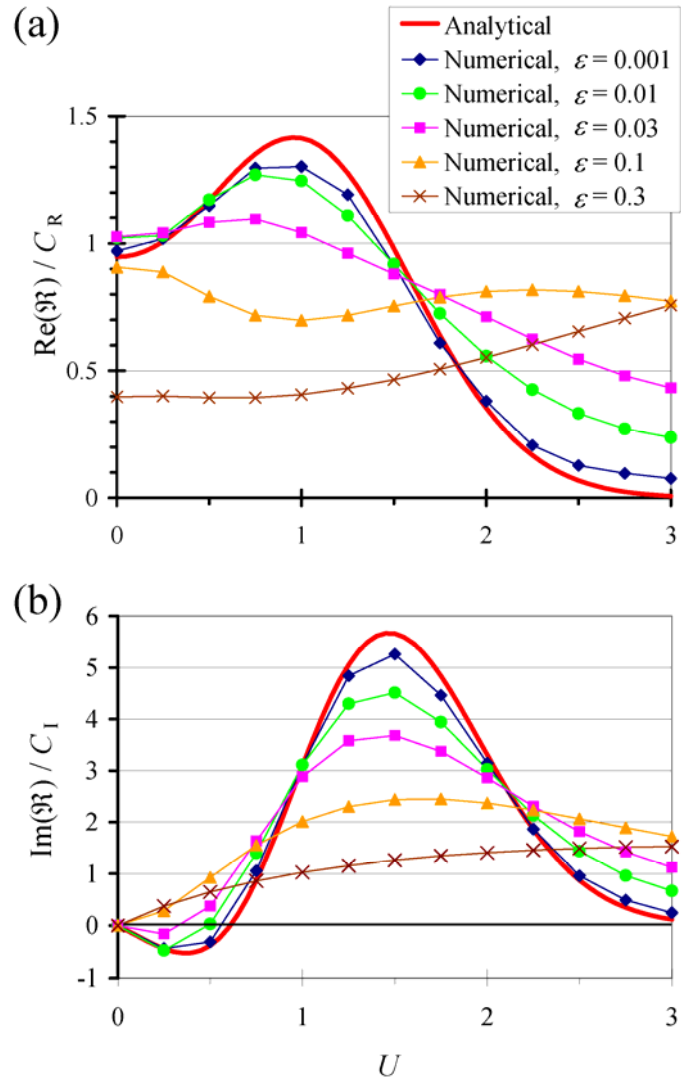 (a)
Analytical
Numerical, ε = 0.001
Numerical, ε = 0.01
Numerical, ε = 0.03
Numerical, ε = 0.1
Numerical, ε = 0.3
Re(ℜ) / C_R
1.5
1
0.5
0
0 1 2 3
(b)
Im(ℜ) / C_I
6
5
4
3
2
1
0
-1
0 1 2 3
U